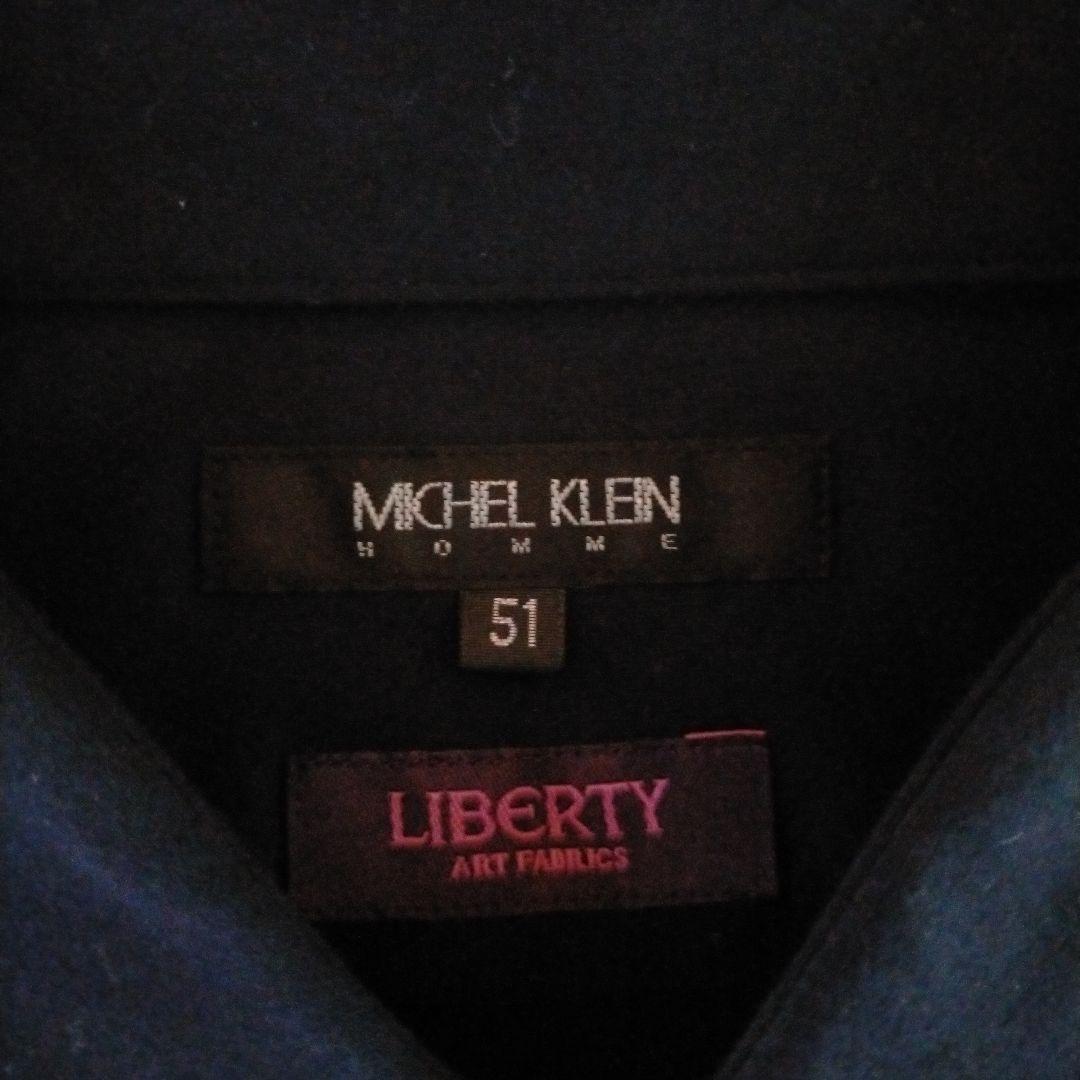 MICHEL KLEIN
HOMME
51
LIBERTY
ART FABRICS